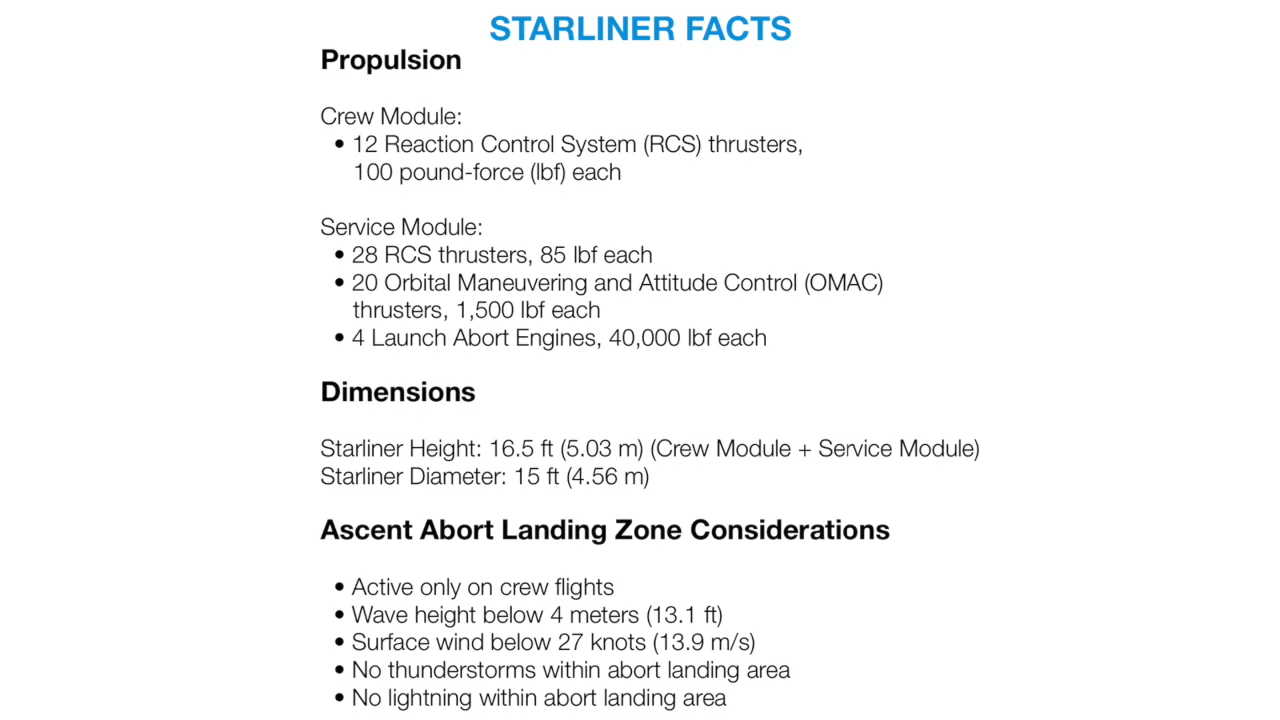 STARLINER FACTS
Propulsion
Crew Module:
• 12 Reaction Control System (RCS) thrusters,
100 pound-force (lbf) each
Service Module:
• 28 RCS thrusters, 85 lbf each
• 20 Orbital Maneuvering and Attitude Control (OMAC)
thrusters, 1,500 lbf each
• 4 Launch Abort Engines, 40,000 lbf each
Dimensions
Starliner Height: 16.5 ft (5.03 m) (Crew Module + Service Module)
Starliner Diameter: 15 ft (4.56 m)
Ascent Abort Landing Zone Considerations
• Active only on crew flights
• Wave height below 4 meters (13.1 ft)
• Surface wind below 27 knots (13.9 m/s)
• No thunderstorms within abort landing area
• No lightning within abort landing area